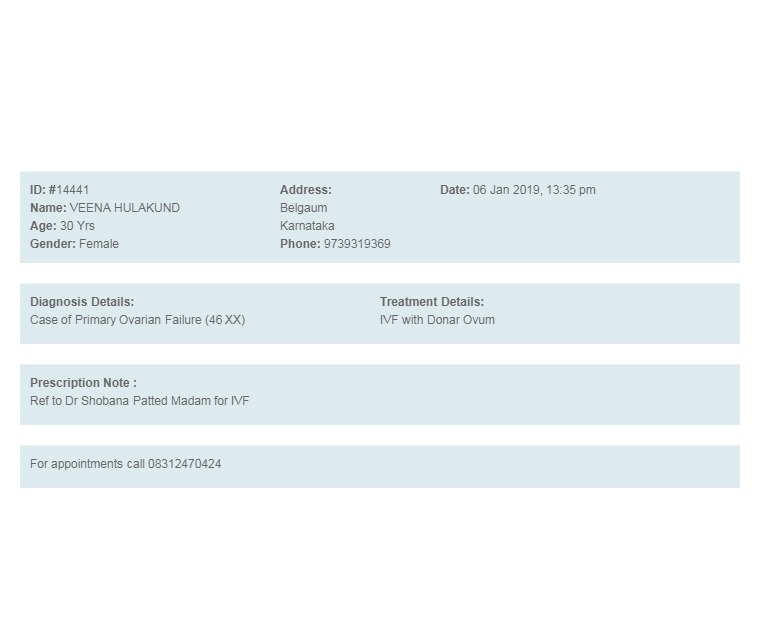 ID: #14441
Name: VEENA HULAKUND
Age: 30 Yrs
Gender: Female
Address:
Belgaum
Karnataka
Phone: 9739319369
Date: 06 Jan 2019, 13:35 pm
Diagnosis Details:
Case of Primary Ovarian Failure (46 XX)
Treatment Details:
IVF with Donar Ovum
Prescription Note :
Ref to Dr Shobana Patted Madam for IVF
For appointments call 08312470424